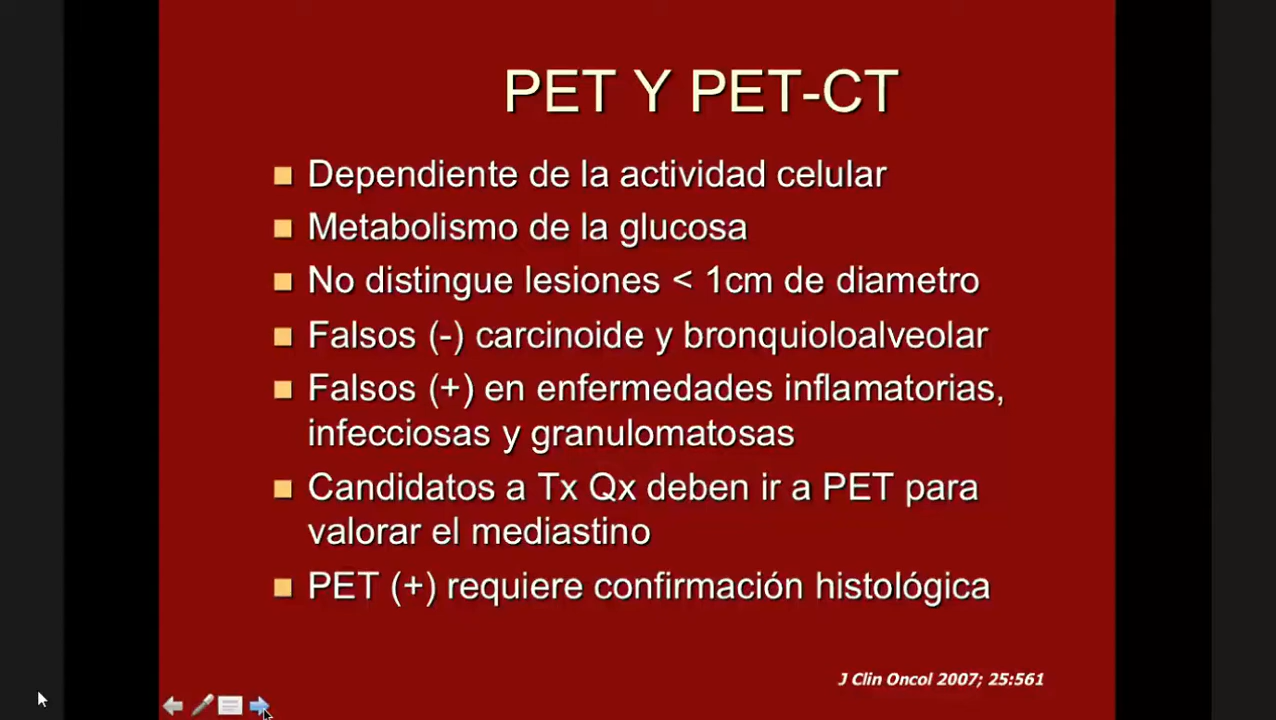 PET Y PET-CT
Dependiente de la actividad celular
Metabolismo de la glucosa
No distingue lesiones < 1cm de diametro
Falsos (-) carcinoide y bronquioloalveolar
Falsos (+) en enfermedades inflamatorias,
infecciosas y granulomatosas
Candidatos a Tx Qx deben ir a PET para
valorar el mediastino
PET (+) requiere confirmación histológica
J Clin Oncol 2007; 25:561